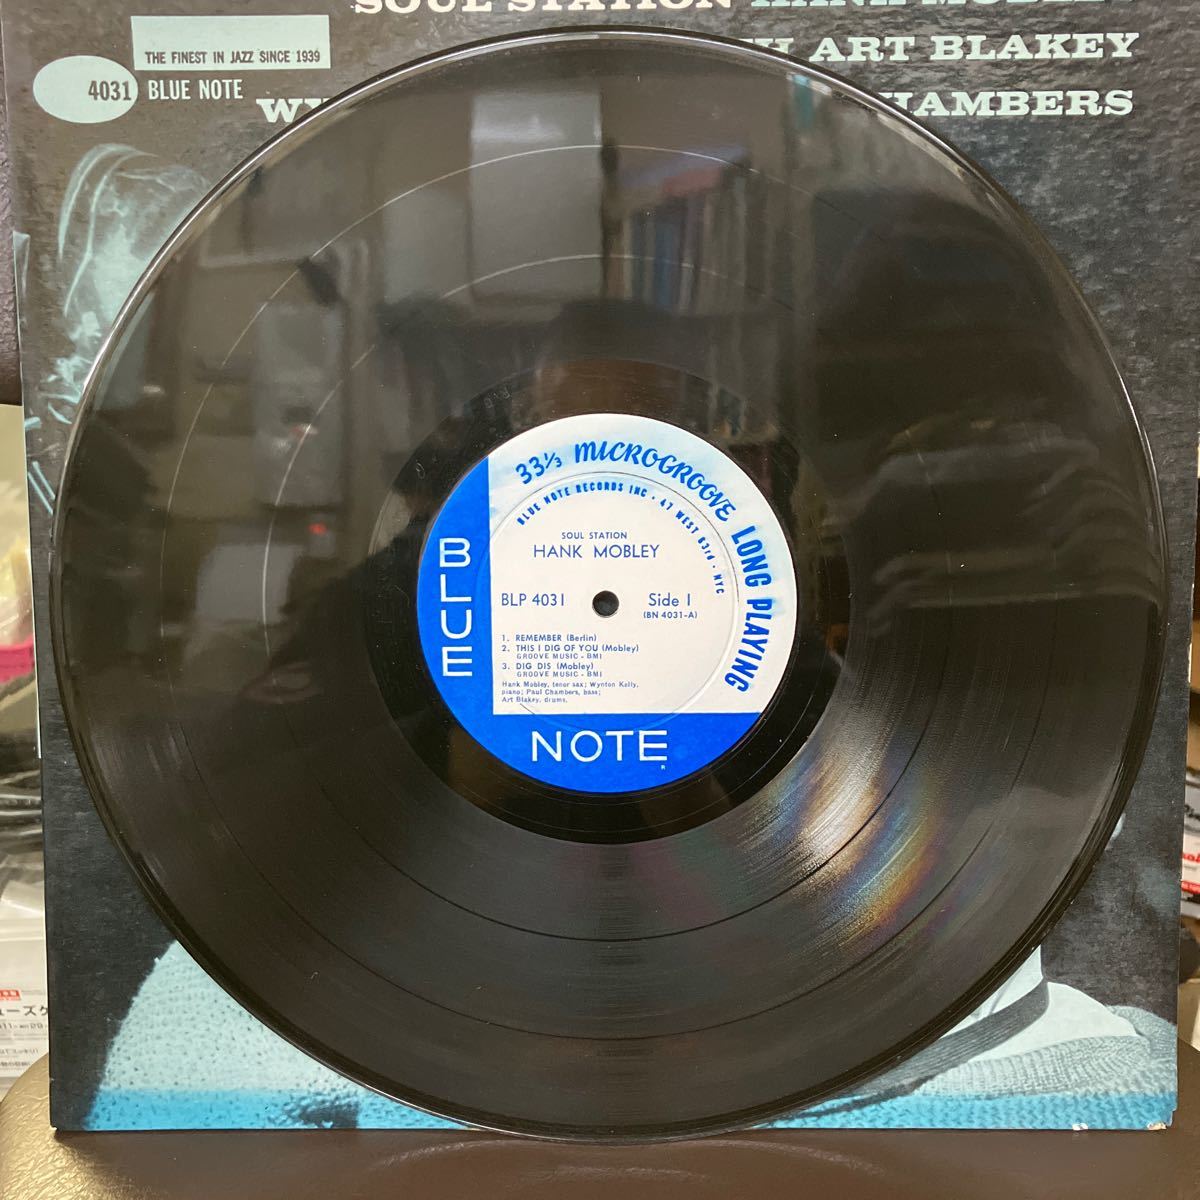 SOUL STATION HANK MOBLEY
THE FINEST IN JAZZ SINCE 1939
4031 BLUE NOTE
ART BLAKEY
HAMBERS
33⅓ MICROGROOVE LONG PLAYING
BLUE NOTE RECORDS INC • 47 WEST 63rd • NYC
SOUL STATION
HANK MOBLEY
BLP 4031 Side 1
(BN 4031-A)
1. REMEMBER (Berlin)
2. THIS I DIG OF YOU (Mobley)
GROOVE MUSIC - BMI
3. DIG DIS (Mobley)
GROOVE MUSIC - BMI
Hank Mobley, tenor sax; Wynton Kelly,
piano; Paul Chambers, bass;
Art Blakey, drums.
BLUE
NOTE
R